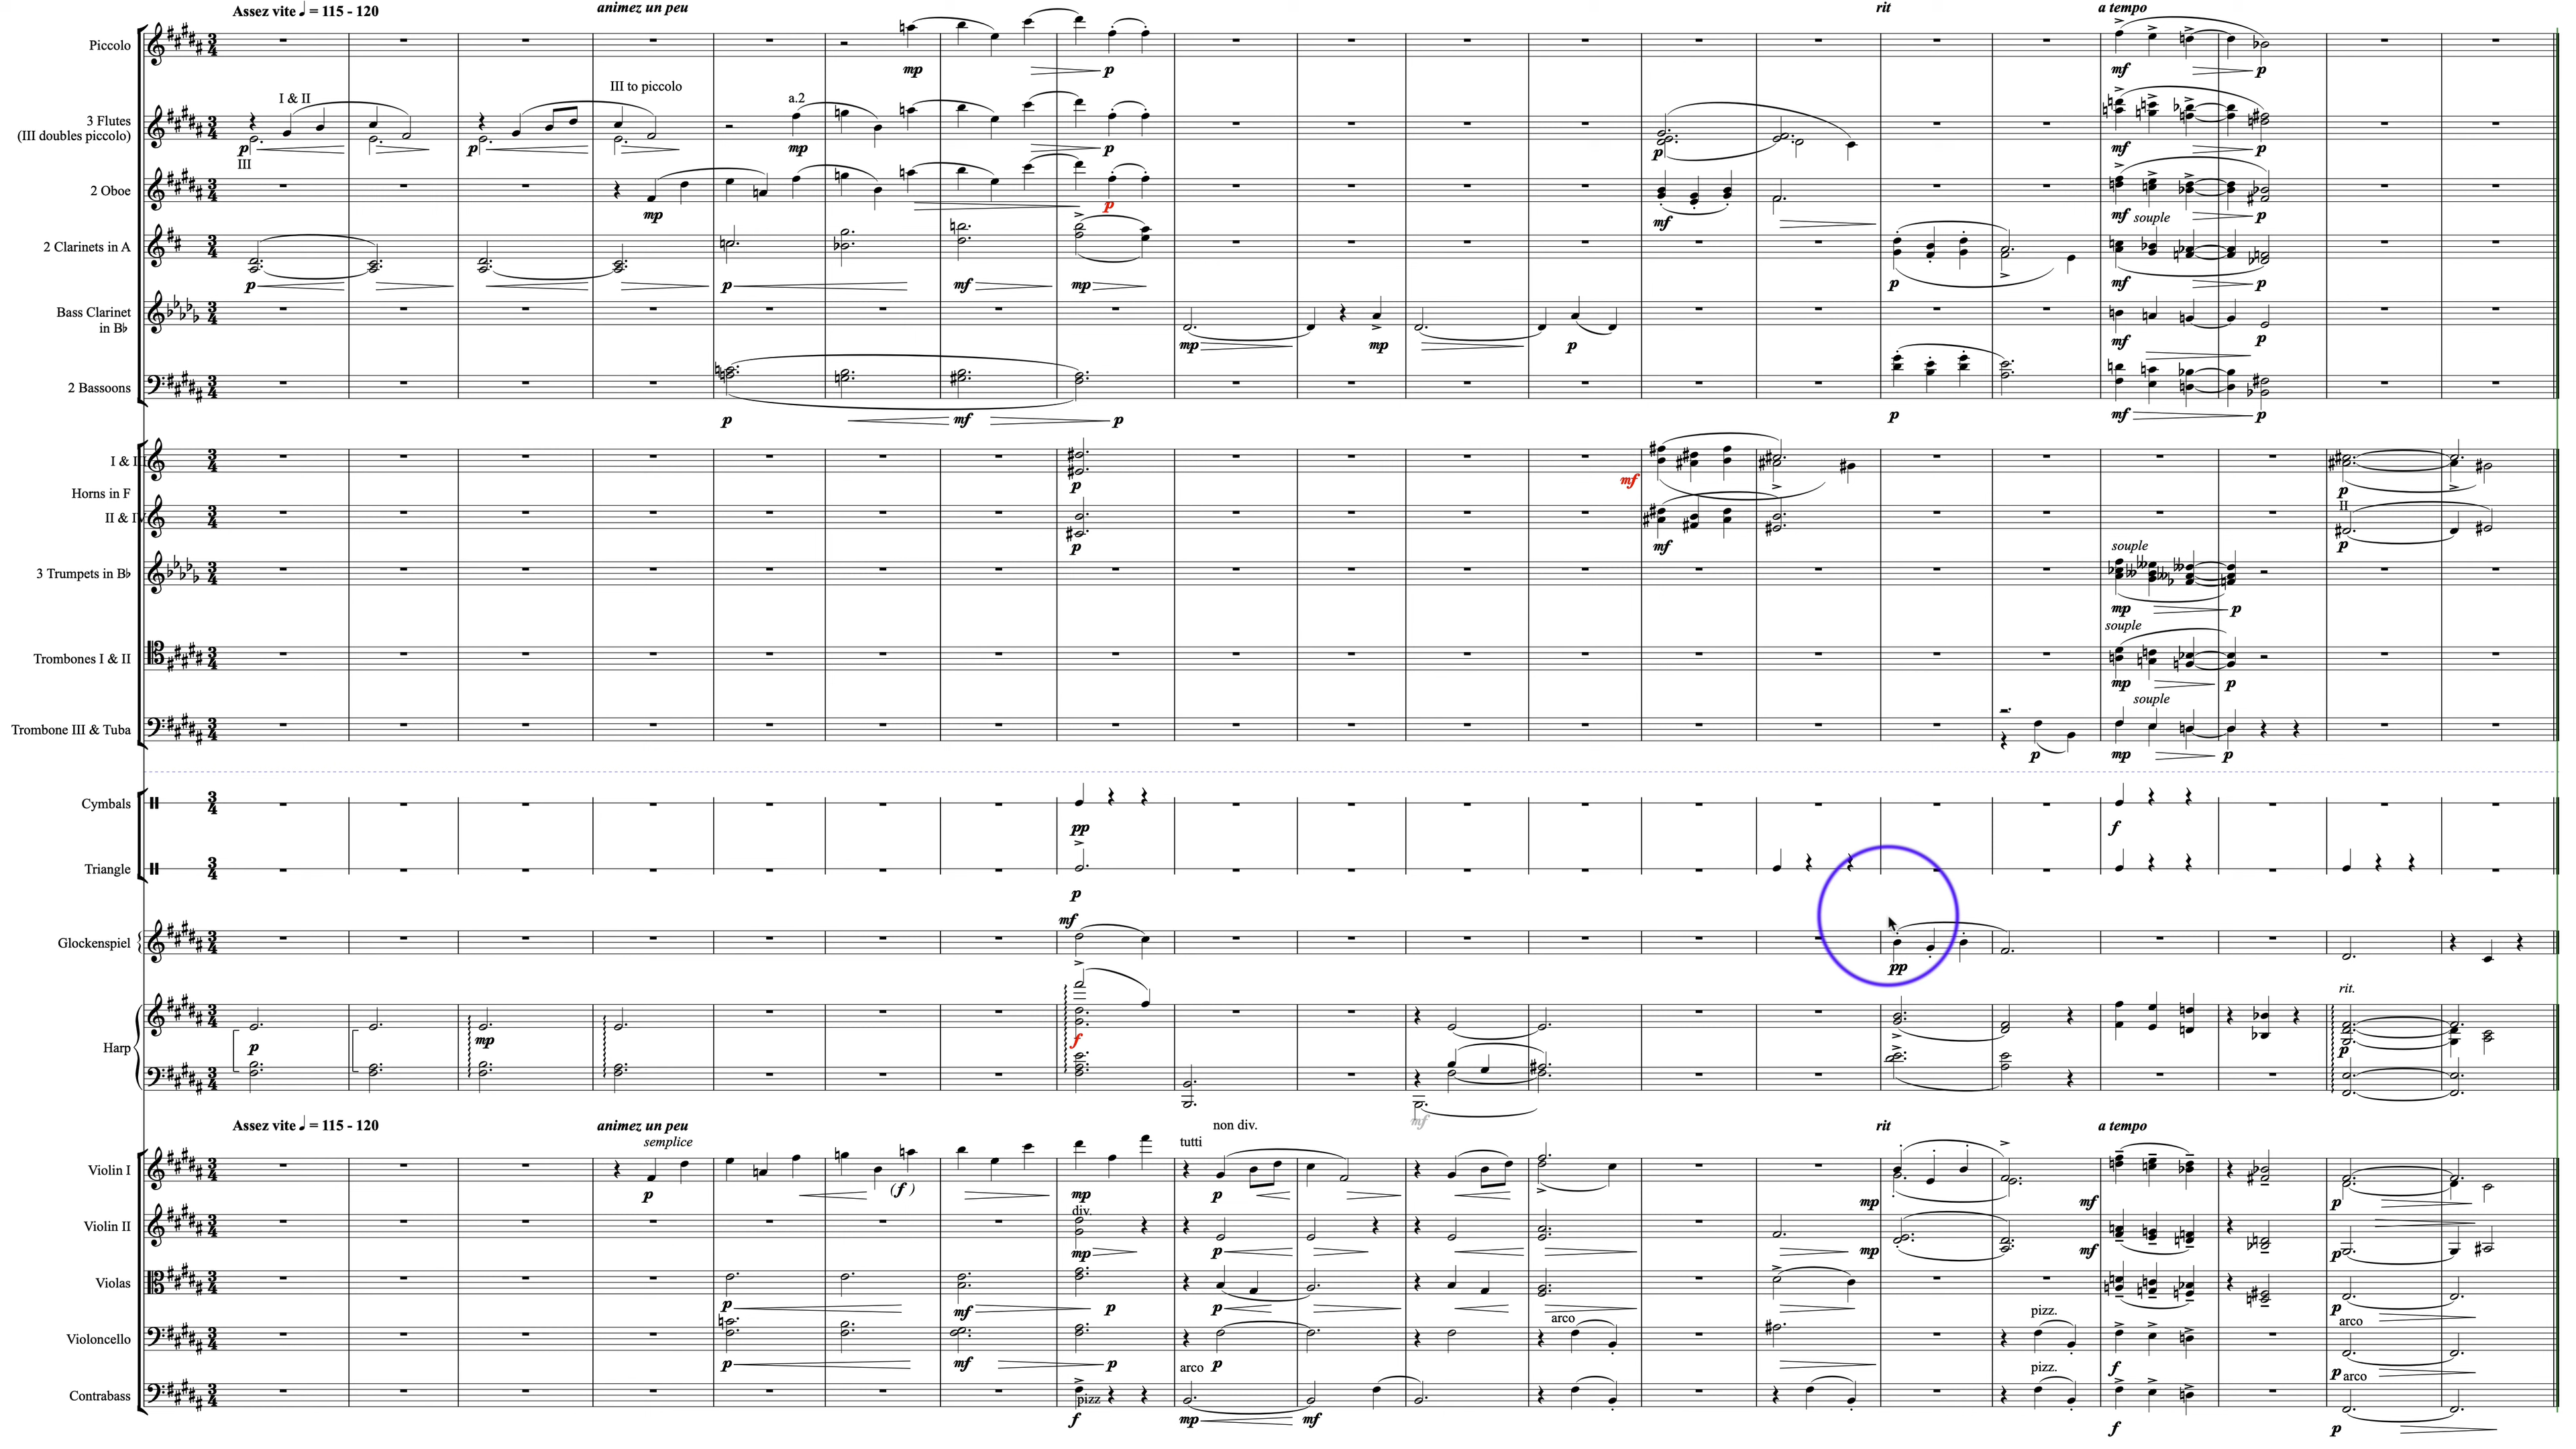 Assez vite ♩ = 115 - 120 animez un peu rit a tempo
Piccolo
mp p mf p
III to piccolo
I & II a.2
3 Flutes
(III doubles piccolo)
p p mp p p mf p
III
2 Oboe
mp p mf mf souple p
2 Clarinets in A
p p mf mp p mf p
Bass Clarinet
in B♭
mp mp p mf p
2 Bassoons
p mf p p mf p
I & II
p mf p
Horns in F
II
II & IV
p mf p
souple
3 Trumpets in B♭
mp p
souple
Trombones I & II
mp p
souple
Trombone III & Tuba
p mp p
Cymbals
pp f
Triangle
p
mf
Glockenspiel
pp
rit.
Harp
p mp f p
mf
Assez vite ♩ = 115 - 120 animez un peu non div. rit a tempo
semplice tutti
Violin I
p (f) mp p mp mf p
div.
Violin II
mp p mp mf p
Violas
p mf p p p
arco pizz.
arco
Violoncello
p mf p arco p f p
pizz. arco
Contrabass
pizz
f mp mf f p